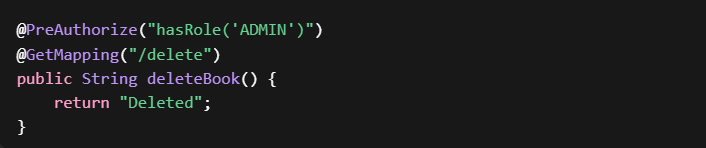 @PreAuthorize("hasRole('ADMIN')")
@GetMapping("/delete")
public String deleteBook() {
    return "Deleted";
}